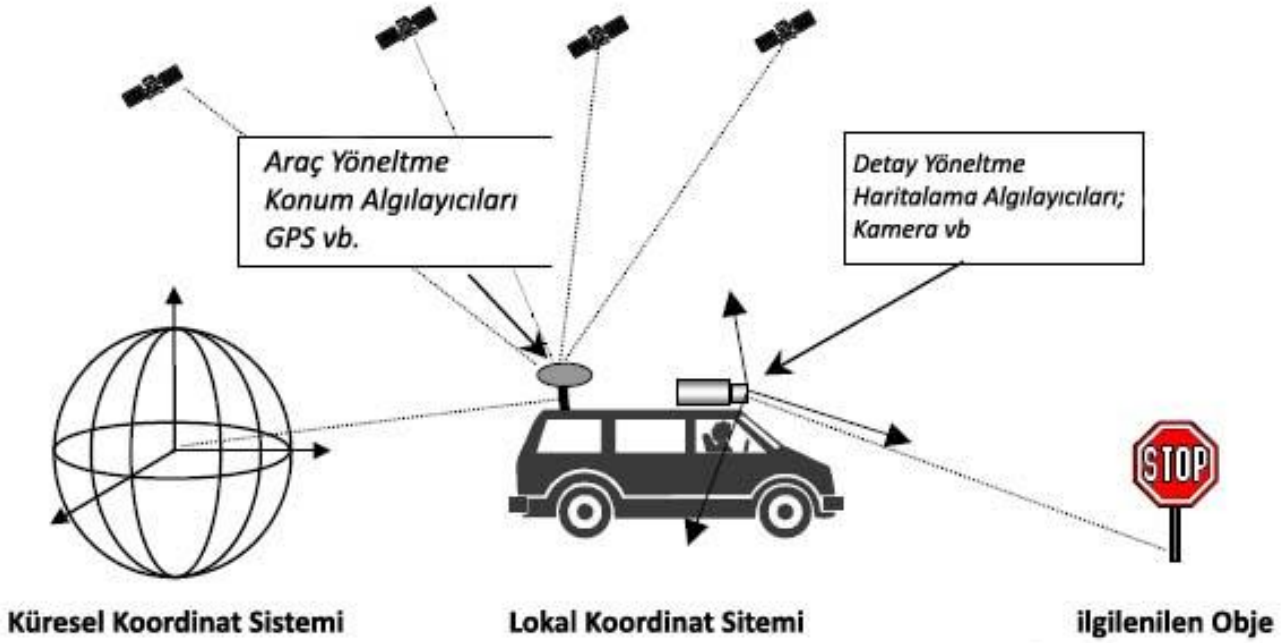 Araç Yöneltme
Konum Algılayıcıları
GPS vb.
Detay Yöneltme
Haritalama Algılayıcıları;
Kamera vb
STOP
Küresel Koordinat Sistemi
Lokal Koordinat Sitemi
ilgilenilen Obje